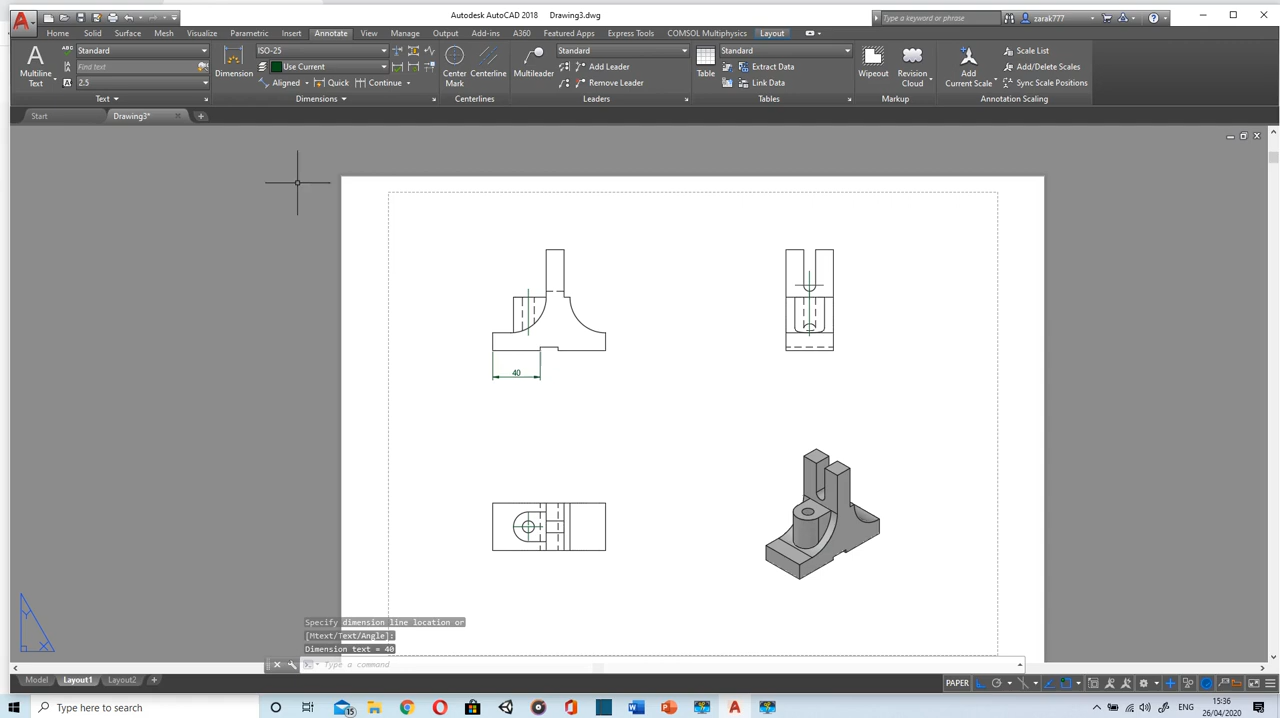 Autodesk AutoCAD 2018 Drawing3.dwg
Type a keyword or phrase
zarak777
Home Solid Surface Mesh Visualize Parametric Insert Annotate View Manage Output Add-ins A360 Featured Apps Express Tools COMSOL Multiphysics Layout
Multiline Text
Standard
Find text
2.5
Text
Dimension
ISO-25
Use Current
Aligned Quick Continue
Dimensions
Center Mark
Centerline
Centerlines
Multileader
Standard
Add Leader
Remove Leader
Leaders
Table
Standard
Extract Data
Link Data
Tables
Wipeout
Revision Cloud
Markup
Add Current Scale
Scale List
Add/Delete Scales
Sync Scale Positions
Annotation Scaling
Start
Drawing3*
40
Y
X
Specify dimension line location or
[Mtext/Text/Angle]:
Dimension text = 40
Type a command
Model Layout1 Layout2
PAPER
Type here to search
15
ENG
15:36
26/04/2020